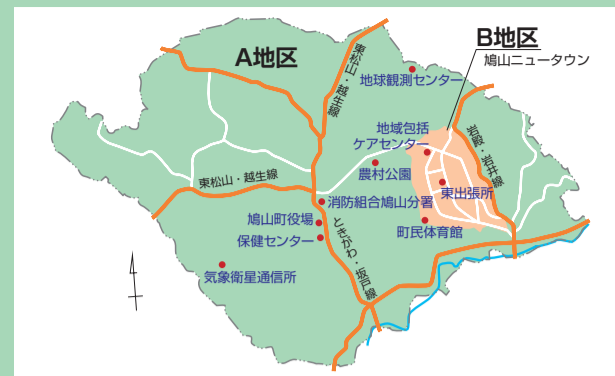 A地区
B地区
鳩山ニュータウン
東松山・越生線
地球観測センター
地域包括
ケアセンター
岩殿・岩井線
農村公園
東松山・越生線
東出張所
消防組合鳩山分署
鳩山町役場
町民体育館
保健センター
ときがわ・坂戸線
気象衛星通信所